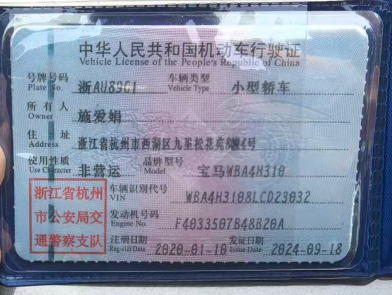 中华人民共和国机动车行驶证
Vehicle License of the People's Republic of China
号牌号码 浙AU89G1 车辆类型 小型轿车
Plate No. Vehicle Type
所有人 施爱娟
Owner
住址 浙江省杭州市西湖区九星松花苑
Address
使用性质 非营运 品牌型号 宝马WBA4H310
Use Character Model
浙江省杭州
市公安局交
通警察支队
车辆识别代号 WBA4H3108LCD23032
VIN
发动机号码 F4033507B48B20A
Engine No.
注册日期 2020-01-10 发证日期 2024-09-18
Register Date Issue Date